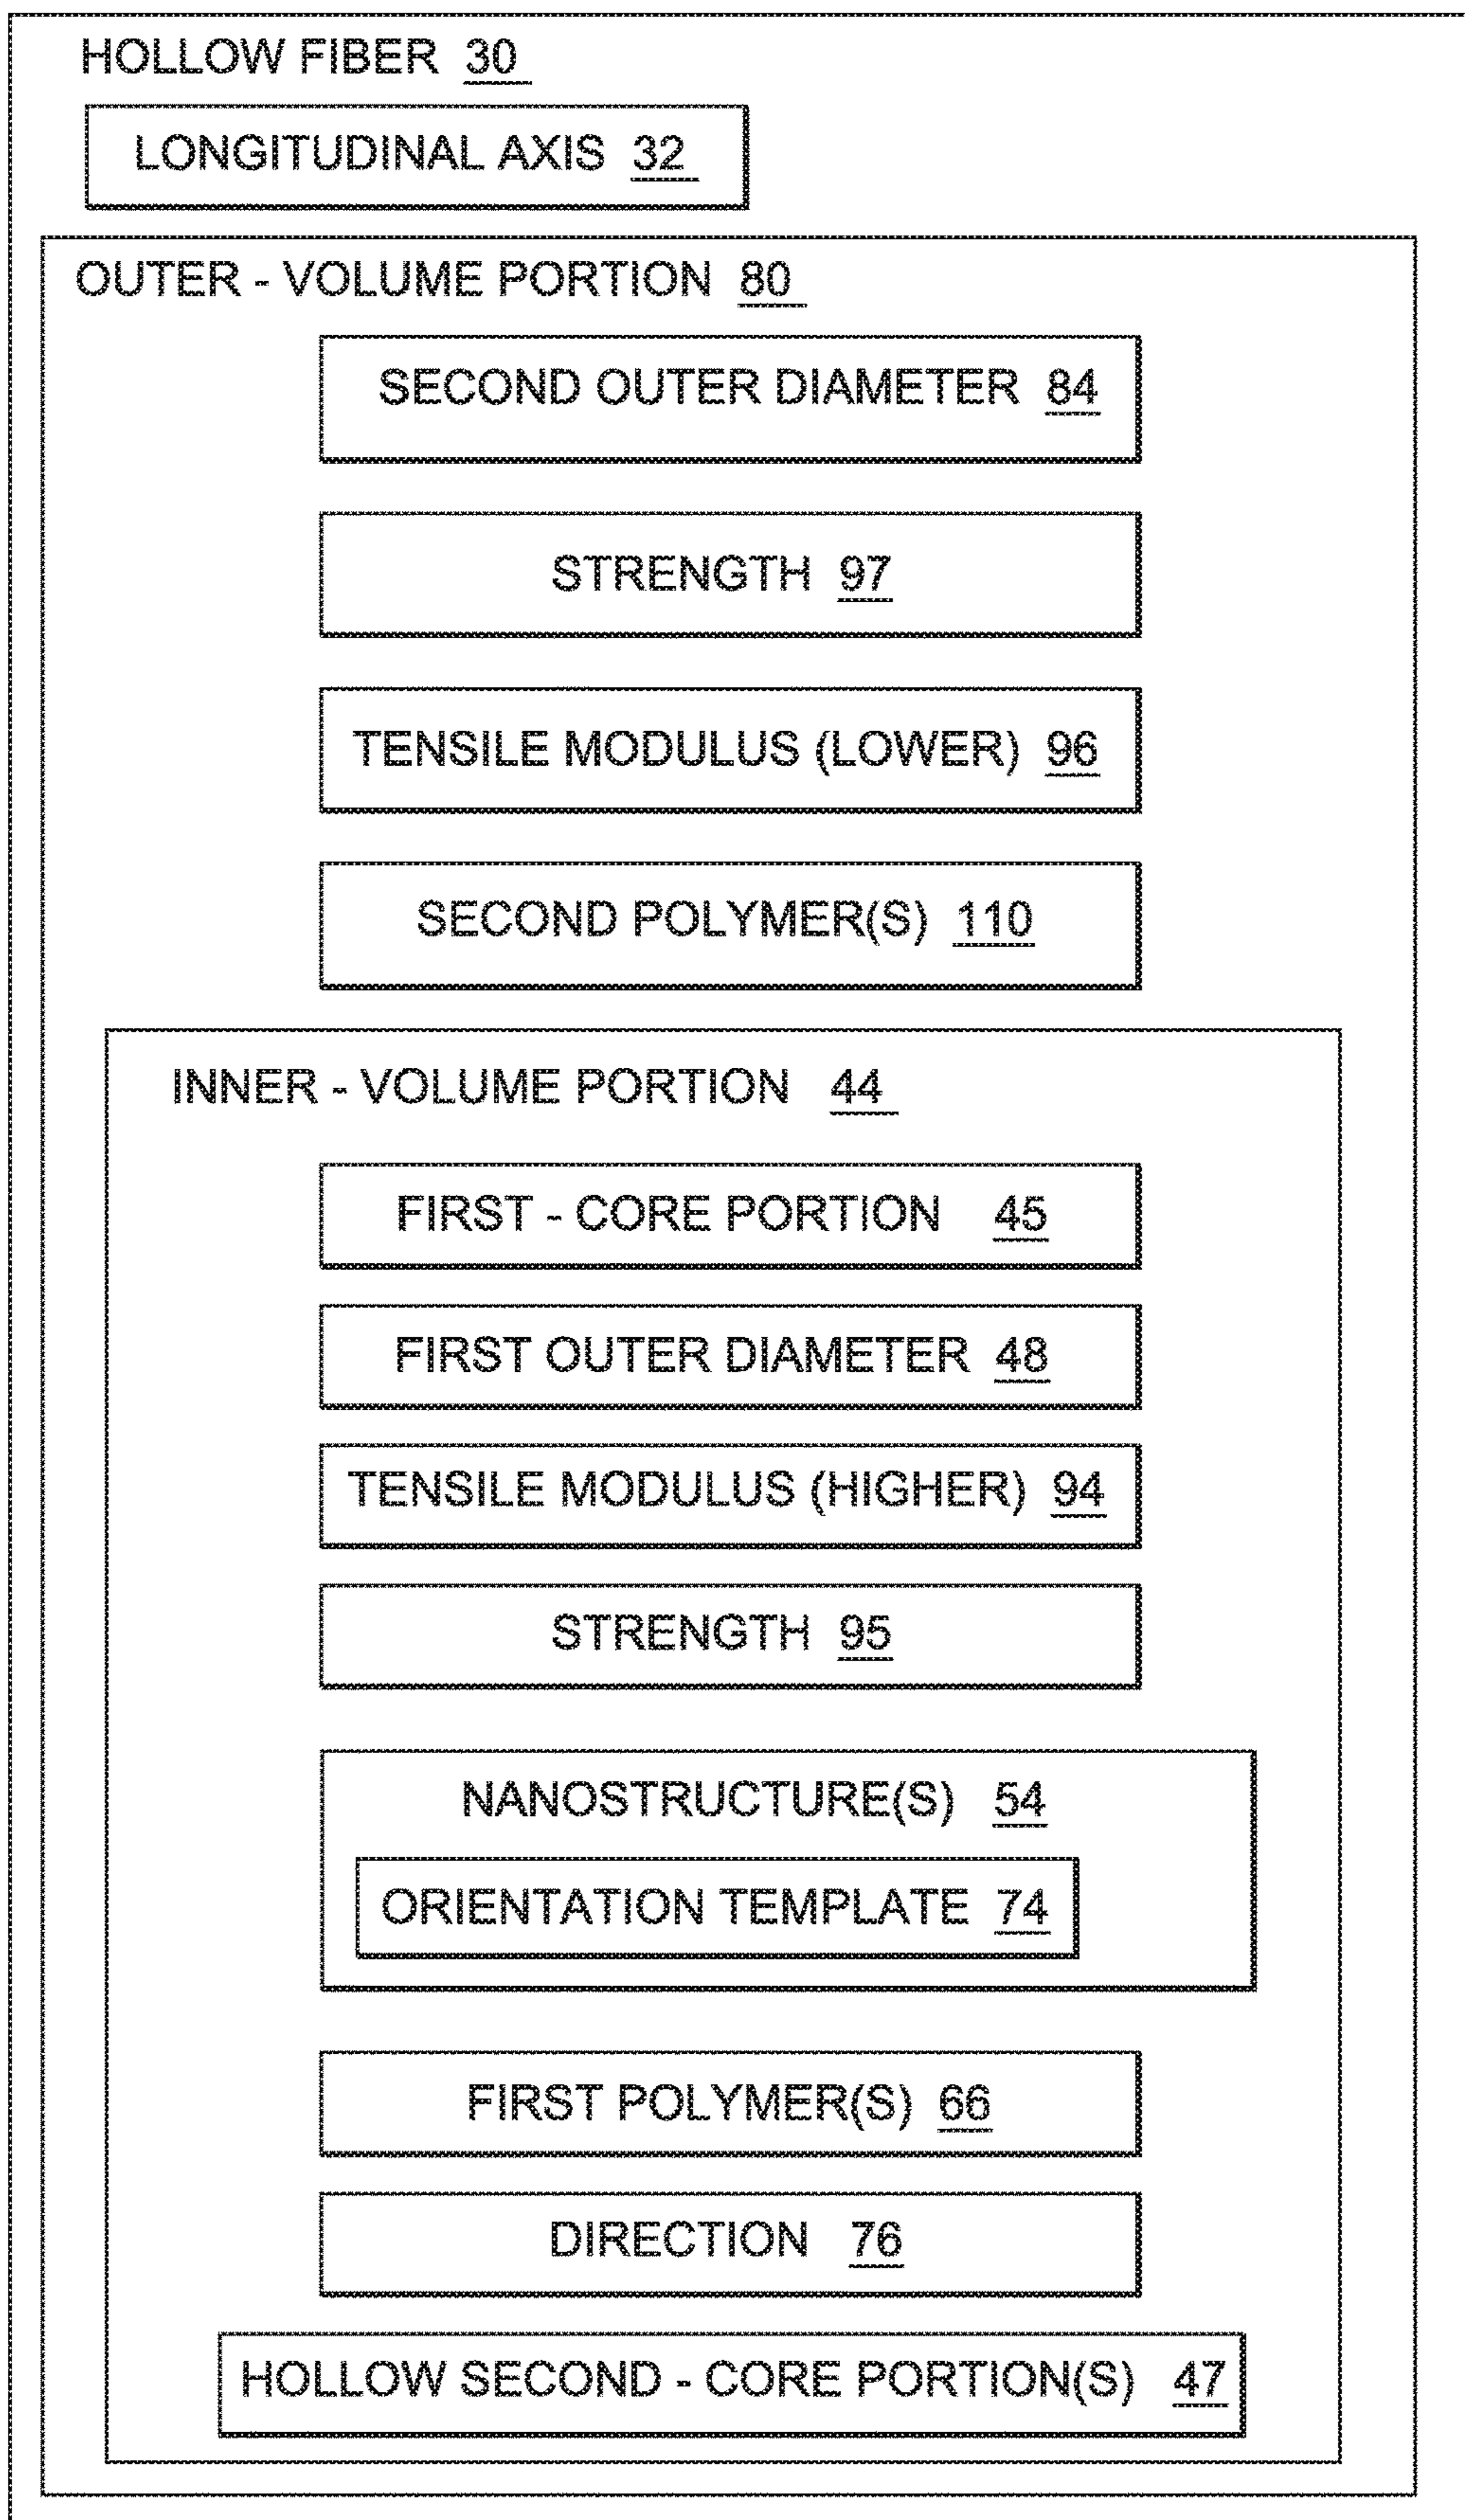 HOLLOW FIBER 30
LONGITUDINAL AXIS 32
OUTER - VOLUME PORTION 80
SECOND OUTER DIAMETER 84
STRENGTH 97
TENSILE MODULUS (LOWER) 96
SECOND POLYMER(S) 110
INNER - VOLUME PORTION 44
FIRST - CORE PORTION 45
FIRST OUTER DIAMETER 48
TENSILE MODULUS (HIGHER) 94
STRENGTH 95
NANOSTRUCTURE(S) 54
ORIENTATION TEMPLATE 74
FIRST POLYMER(S) 66
DIRECTION 76
HOLLOW SECOND - CORE PORTION(S) 47